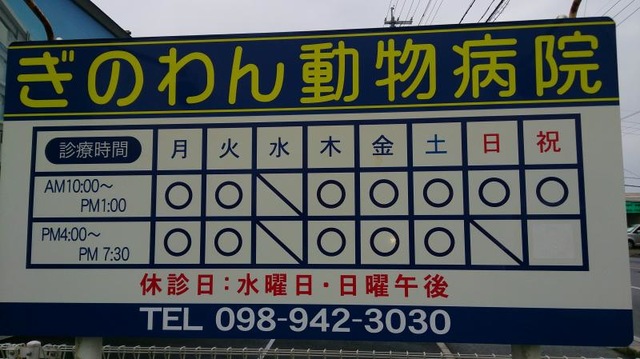 ぎのわん動物病院
診療時間 月 火 水 木 金 土 日 祝
AM10:00～ PM1:00 ○ ○ ＼ ○ ○ ○ ○ ○
PM4:00～ PM 7:30 ○ ○ ＼ ○ ○ ○ ＼
休診日：水曜日・日曜午後
TEL 098-942-3030